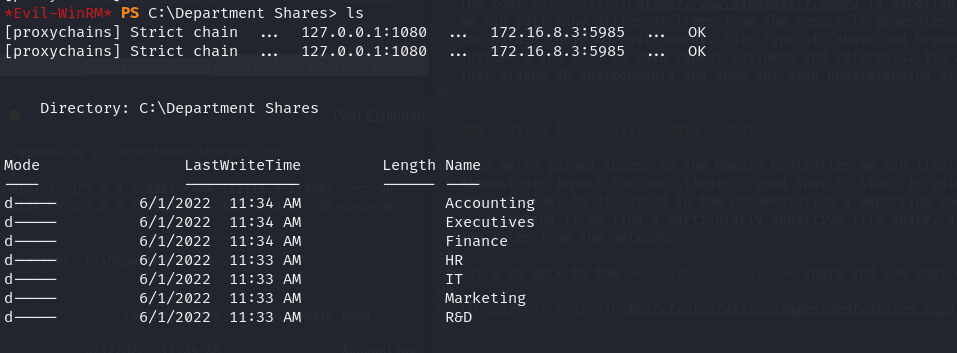 *Evil-WinRM* PS C:\Department Shares> ls
[proxychains] Strict chain ... 127.0.0.1:1080 ... 172.16.8.3:5985 ... OK
[proxychains] Strict chain ... 127.0.0.1:1080 ... 172.16.8.3:5985 ... OK
Directory: C:\Department Shares
Mode LastWriteTime Length Name
---- ------------- ------ ----
d----- 6/1/2022 11:34 AM Accounting
d----- 6/1/2022 11:34 AM Executives
d----- 6/1/2022 11:34 AM Finance
d----- 6/1/2022 11:33 AM HR
d----- 6/1/2022 11:33 AM IT
d----- 6/1/2022 11:33 AM Marketing
d----- 6/1/2022 11:33 AM R&D